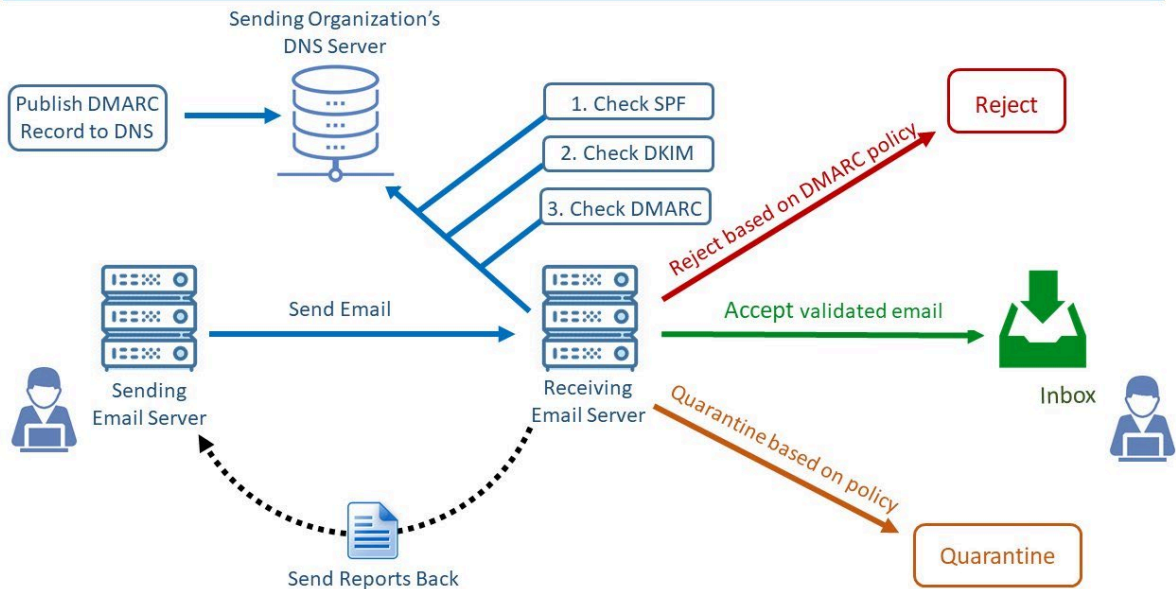 Sending Organization's
DNS Server
Publish DMARC
Record to DNS
1. Check SPF
2. Check DKIM
3. Check DMARC
Reject
Reject based on DMARC policy
Send Email
Accept validated email
Sending
Email Server
Receiving
Email Server
Inbox
Quarantine based on policy
Quarantine
Send Reports Back